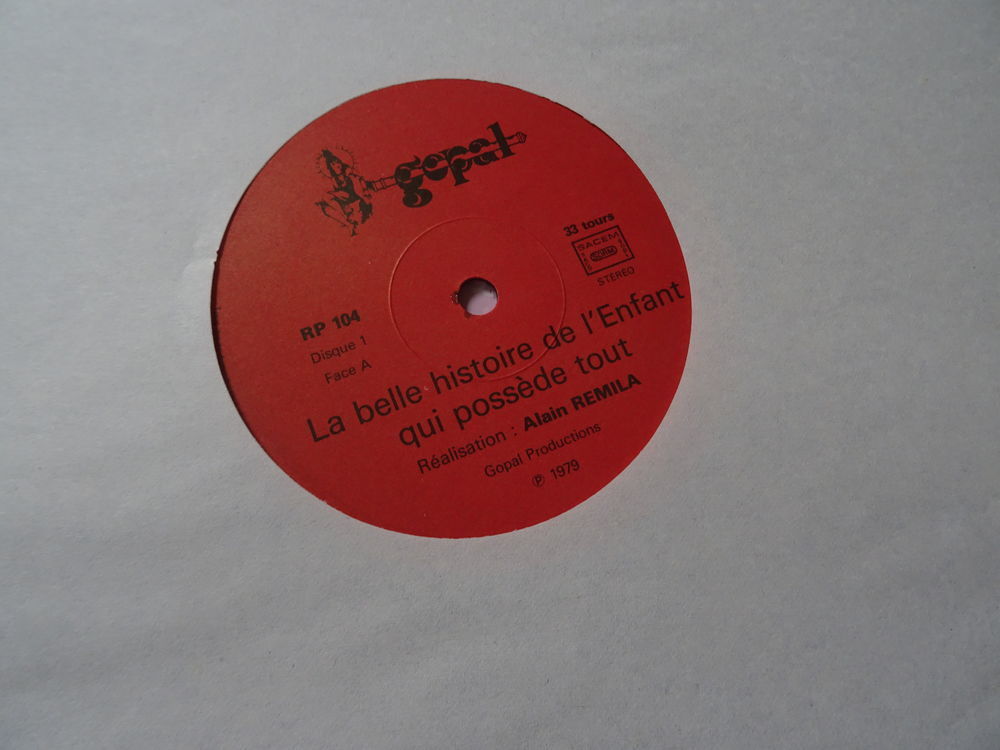 gopal
33 tours
SACEM
SDRM
STEREO
RP 104
Disque 1
Face A
La belle histoire de l'Enfant
qui possède tout
Réalisation : Alain REMILA
Gopal Productions
℗ 1979